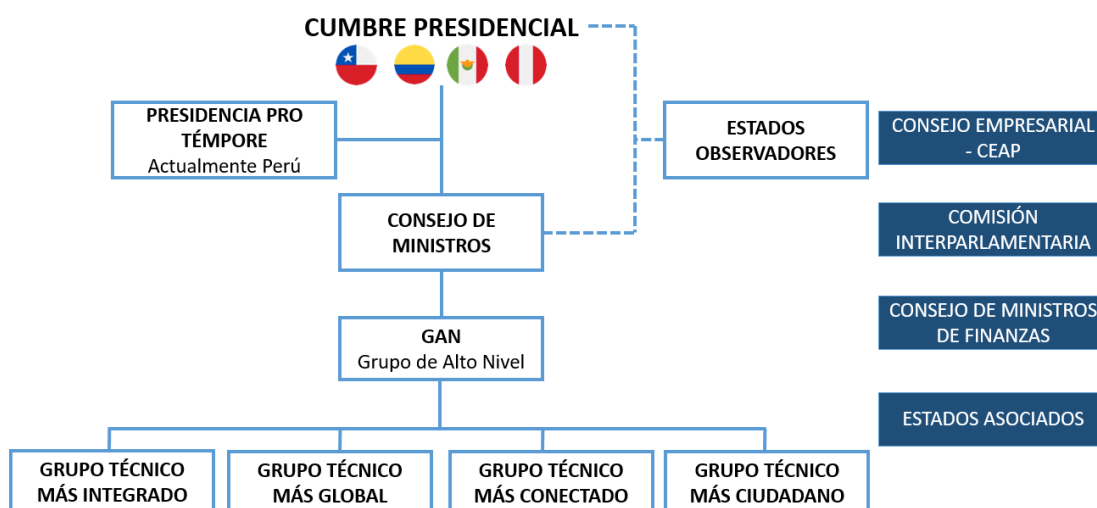 CUMBRE PRESIDENCIAL
PRESIDENCIA PRO
TÉMPORE
Actualmente Perú
ESTADOS
OBSERVADORES
CONSEJO EMPRESARIAL
- CEAP
CONSEJO DE
MINISTROS
COMISIÓN
INTERPARLAMENTARIA
GAN
Grupo de Alto Nivel
CONSEJO DE MINISTROS
DE FINANZAS
ESTADOS ASOCIADOS
GRUPO TÉCNICO
MÁS INTEGRADO
GRUPO TÉCNICO
MÁS GLOBAL
GRUPO TÉCNICO
MÁS CONECTADO
GRUPO TÉCNICO
MÁS CIUDADANO